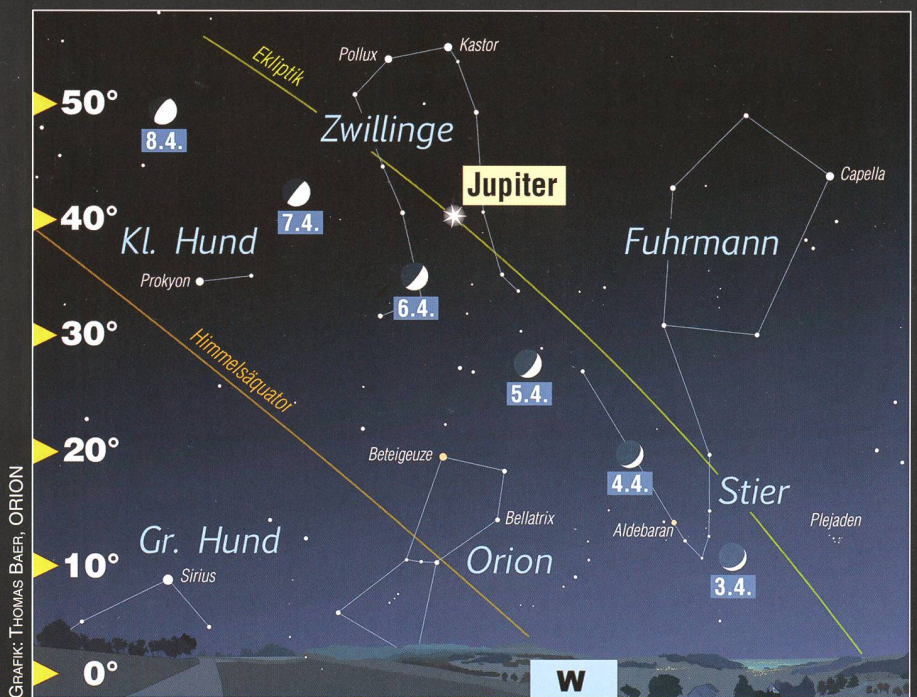 Ekliptik
Pollux
Kastor
50°
8.4.
Zwillinge
Jupiter
Capella
40°
7.4.
Kl. Hund
Fuhrmann
Prokyon
6.4.
30°
Himmelsäquator
5.4.
20°
Beteigeuze
4.4.
Stier
Bellatrix
Aldebaran
Plejaden
Gr. Hund
10°
Orion
Sirius
3.4.
0°
W
GRAFIK: THOMAS BAER, ORION